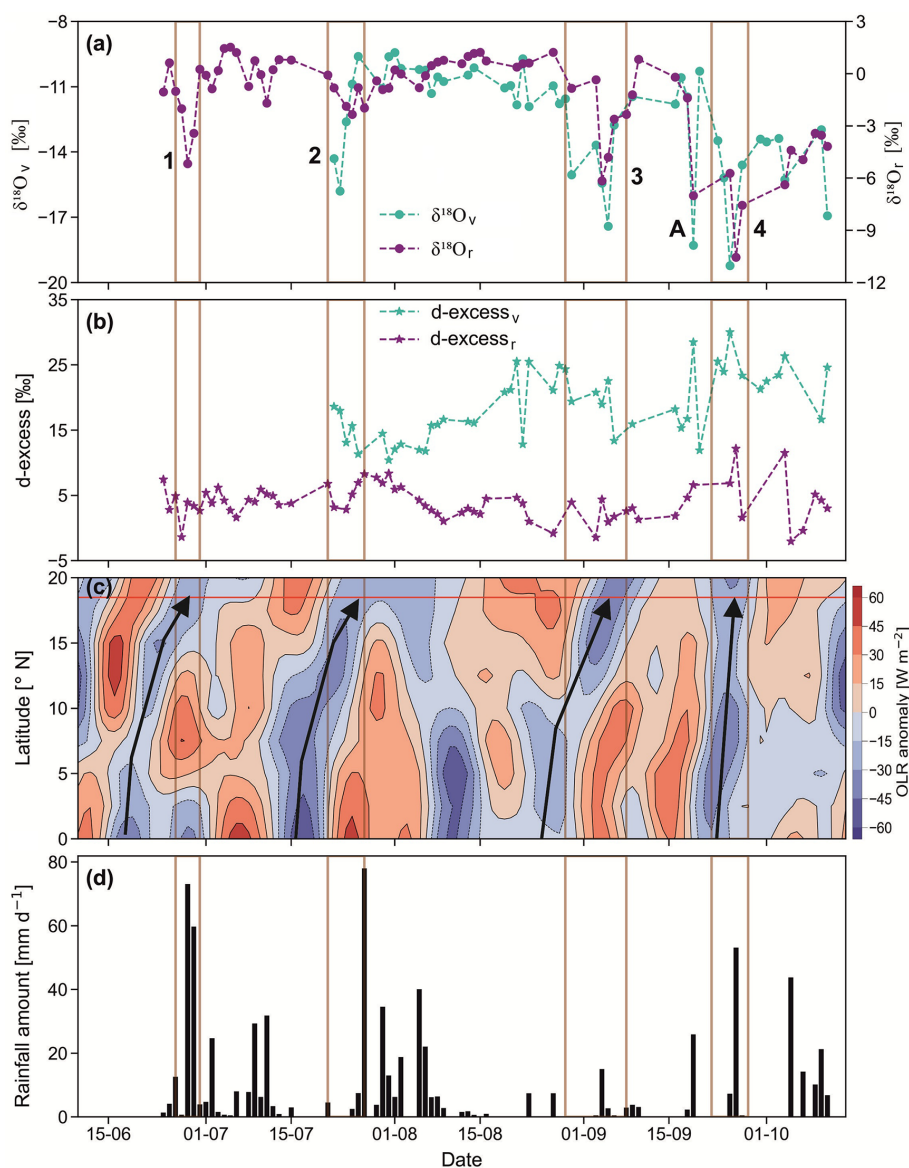 (a)
−8
−11
−14
−17
−20
δ¹⁸Oᵥ [‰]
3
0
−3
−6
−9
−12
δ¹⁸Oᵣ [‰]
1
2
3
A
4
δ¹⁸Oᵥ
δ¹⁸Oᵣ
(b)
35
25
15
5
−5
d-excess [‰]
d-excessᵥ
d-excessᵣ
(c)
20
15
10
5
0
Latitude [° N]
60
45
30
15
0
−15
−30
−45
−60
OLR anomaly [W m⁻²]
(d)
80
60
40
20
0
Rainfall amount [mm d⁻¹]
15-06 01-07 15-07 01-08 15-08 01-09 15-09 01-10
Date